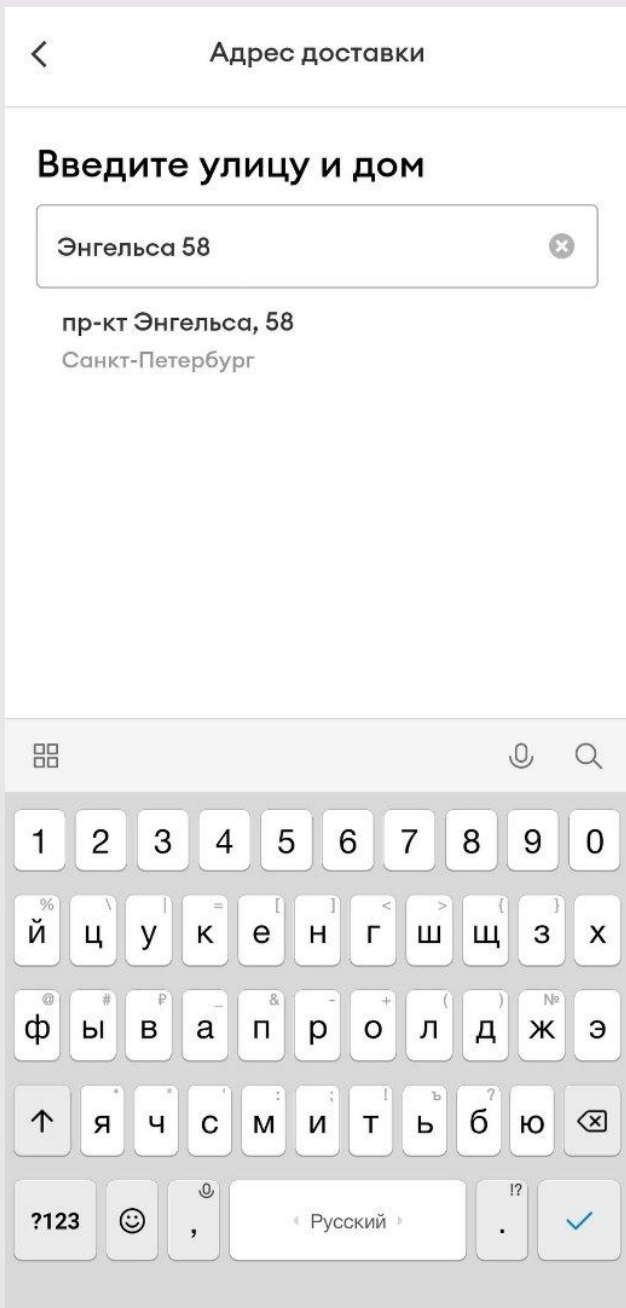 Адрес доставки
Введите улицу и дом
Энгельса 58
пр-кт Энгельса, 58
Санкт-Петербург
1 2 3 4 5 6 7 8 9 0
% \ | = [ ] < > { }
й ц у к е н г ш щ з х
@ # ₽ _ & - + ( ) №
ф ы в а п р о л д ж э
* " ' : ; ! ъ ?
я ч с м и т ь б ю
!?
?123 , Русский .